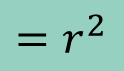 = r²